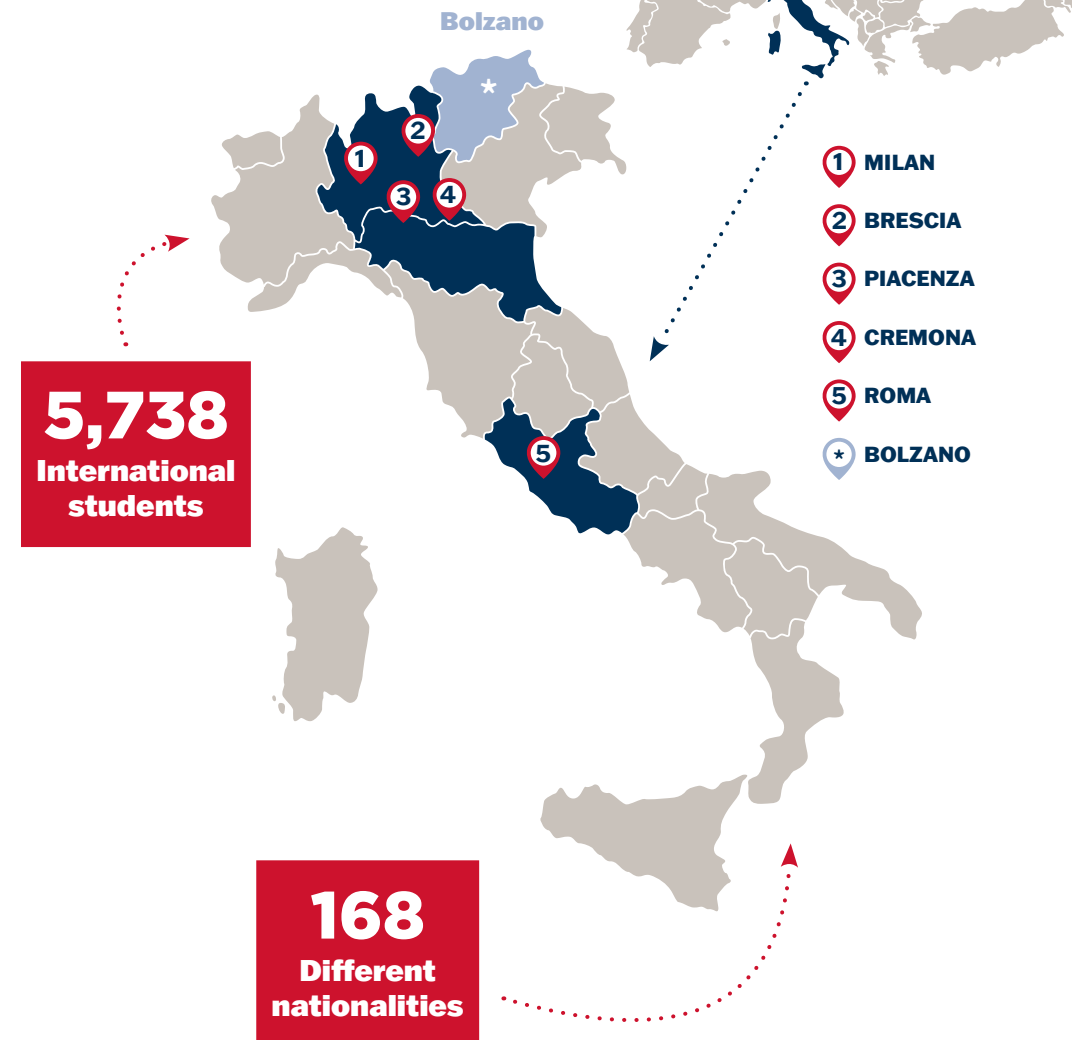 Bolzano
*
1
2
3
4
5
1 MILAN
2 BRESCIA
3 PIACENZA
4 CREMONA
5 ROMA
* BOLZANO
5,738
International
students
168
Different
nationalities